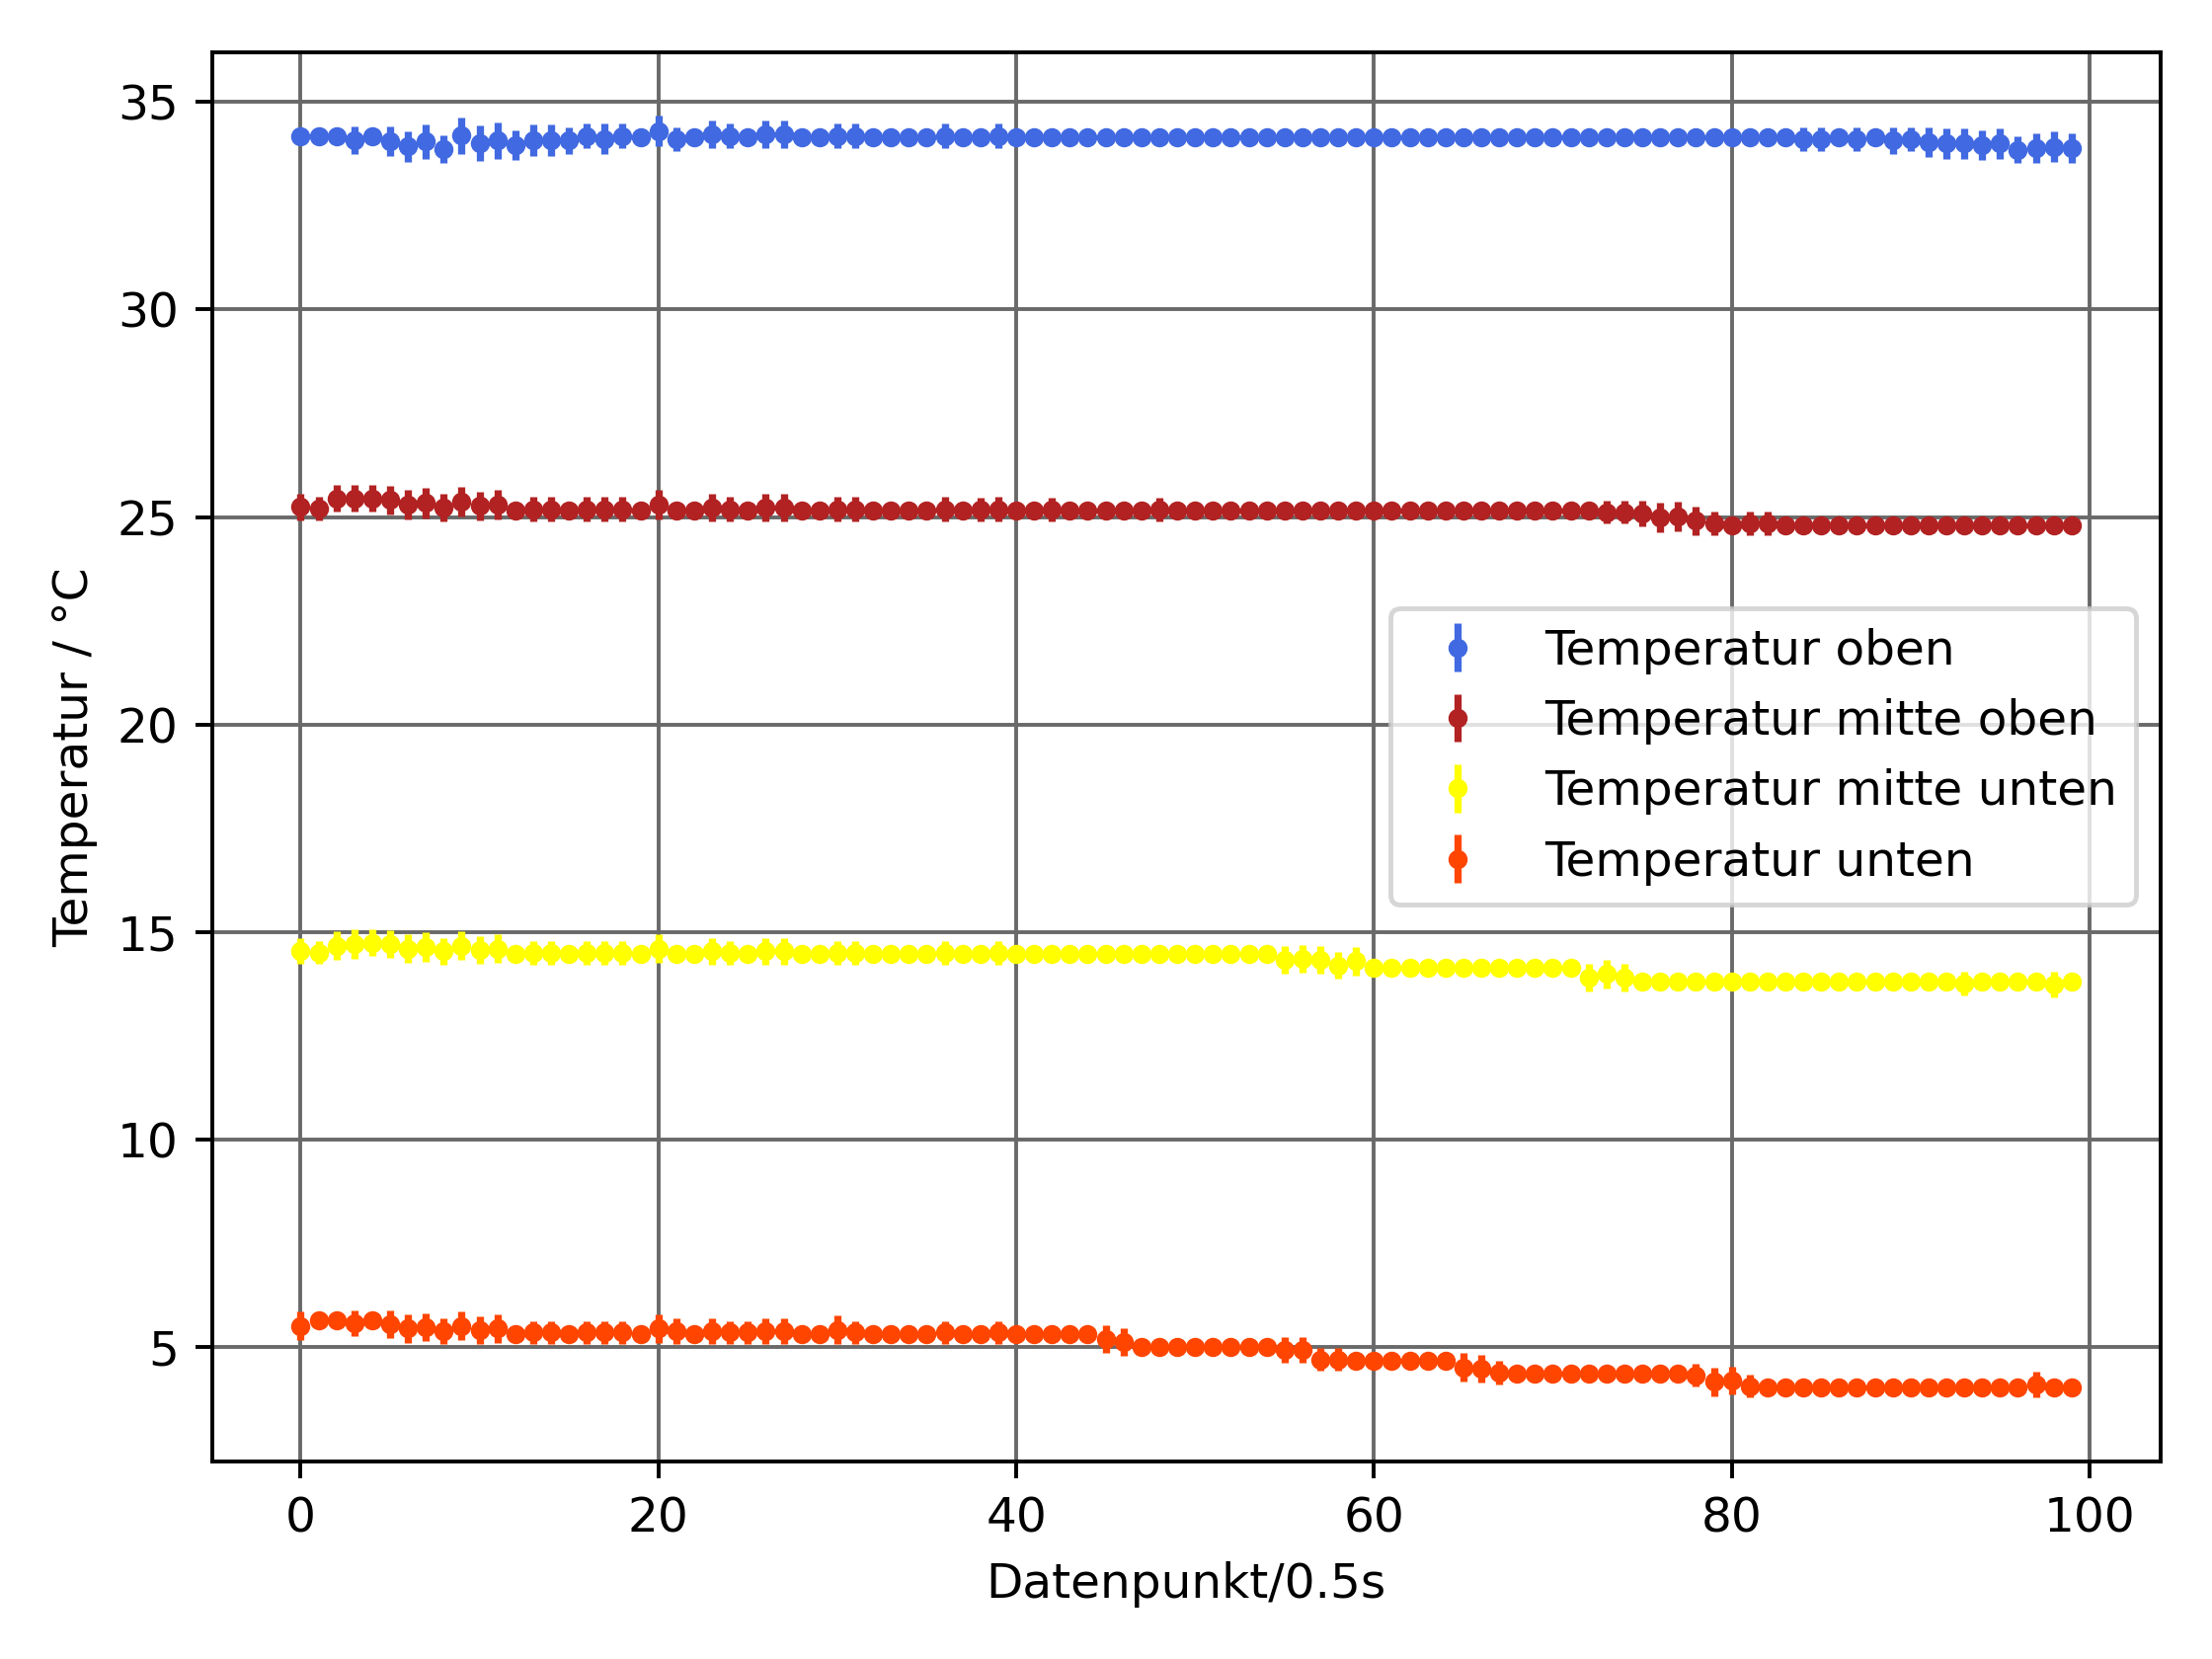 35
30
25
20
15
10
5
Temperatur / °C
Temperatur oben
Temperatur mitte oben
Temperatur mitte unten
Temperatur unten
0 20 40 60 80 100
Datenpunkt/0.5s